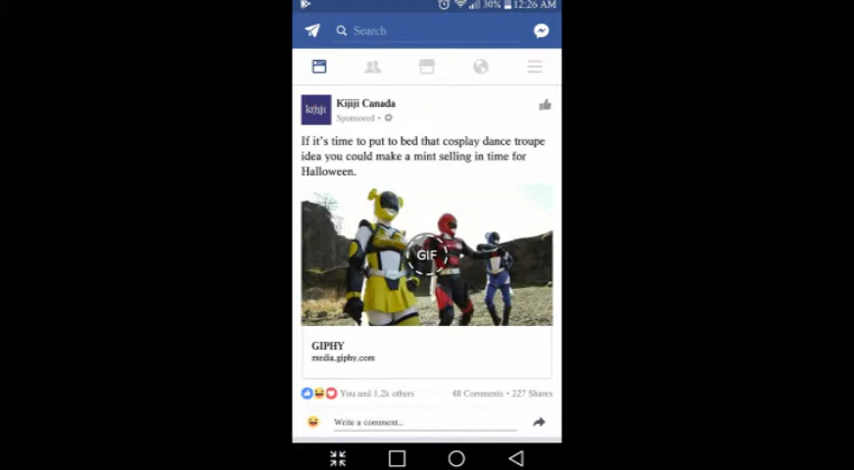 30% 12:26 AM
Search
kijiji
Kijiji Canada
Sponsored •
If it's time to put to bed that cosplay dance troupe
idea you could make a mint selling in time for
Halloween.
GIF
GIPHY
media.giphy.com
You and 1.2k others 48 Comments • 227 Shares
Write a comment...